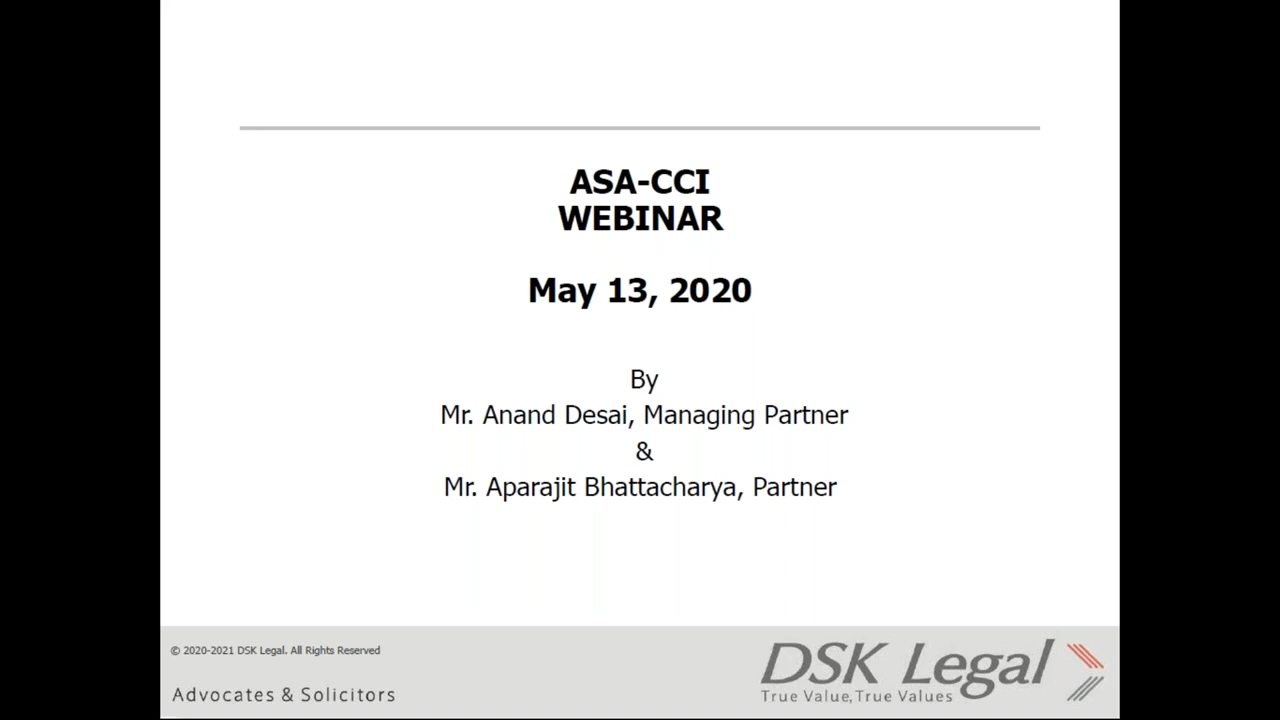 ASA-CCI
WEBINAR
May 13, 2020
By
Mr. Anand Desai, Managing Partner
&
Mr. Aparajit Bhattacharya, Partner
© 2020-2021 DSK Legal. All Rights Reserved
Advocates & Solicitors
DSK Legal
True Value, True Values